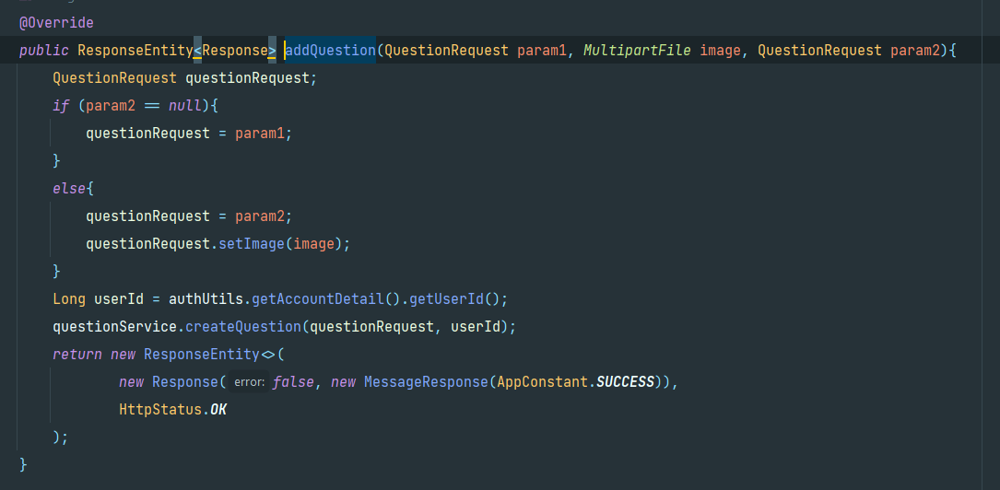 @Override
public ResponseEntity<Response> addQuestion(QuestionRequest param1, MultipartFile image, QuestionRequest param2){
QuestionRequest questionRequest;
if (param2 == null){
questionRequest = param1;
}
else{
questionRequest = param2;
questionRequest.setImage(image);
}
Long userId = authUtils.getAccountDetail().getUserId();
questionService.createQuestion(questionRequest, userId);
return new ResponseEntity<>(
new Response( error: false, new MessageResponse(AppConstant.SUCCESS)),
HttpStatus.OK
);
}